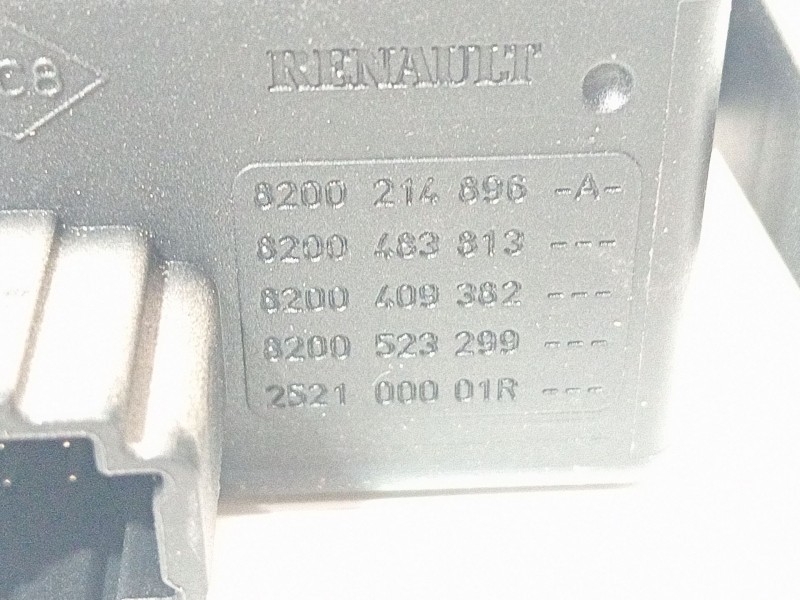 C8
RENAULT
8200 214 896 -A-
8200 483 813 ---
8200 409 382 ---
8200 523 299 ---
2521 000 01R ---